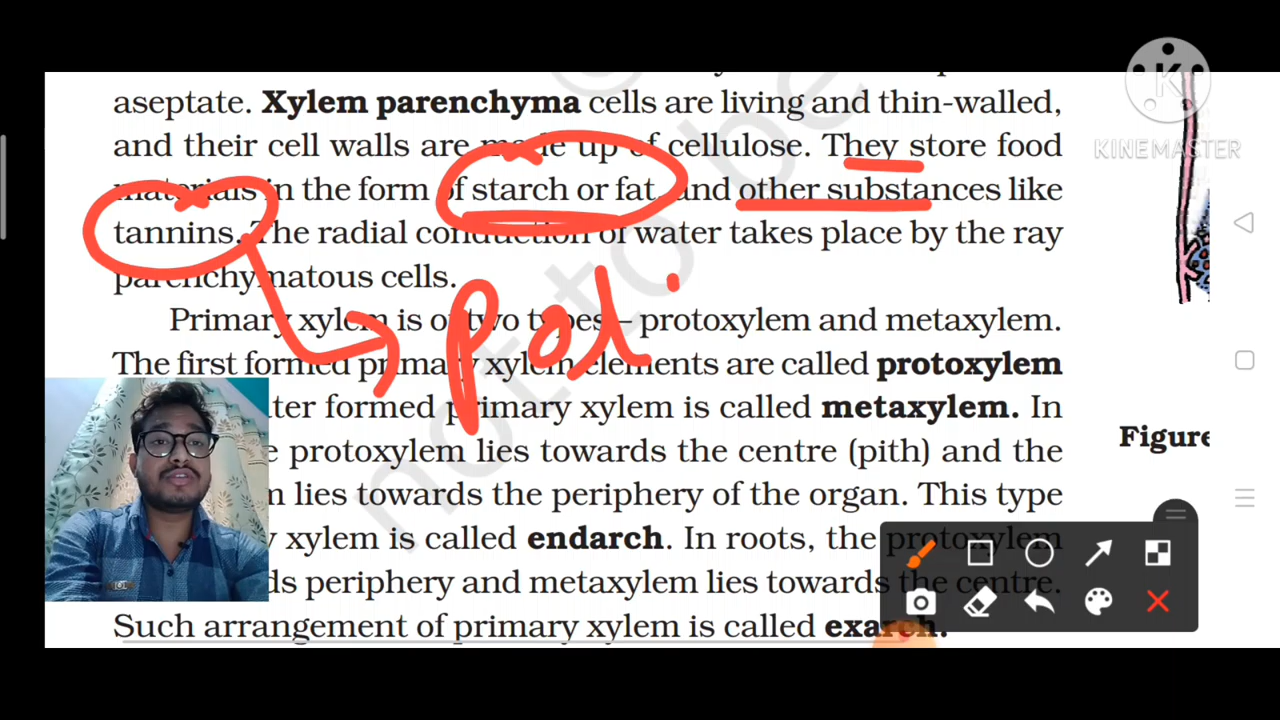 aseptate. Xylem parenchyma cells are living and thin-walled,
and their cell walls are made up of cellulose. They store food
materials in the form of starch or fat, and other substances like
tannins. The radial conduction of water takes place by the ray
parenchymatous cells.
Primary xylem is of two types – protoxylem and metaxylem.
The first formed primary xylem elements are called protoxylem
ter formed primary xylem is called metaxylem. In
e protoxylem lies towards the centre (pith) and the
m lies towards the periphery of the organ. This type
y xylem is called endarch. In roots, the protoxylem
ds periphery and metaxylem lies towards the centre.
Such arrangement of primary xylem is called exarch.
K
KINEMASTER
Figure
not to be